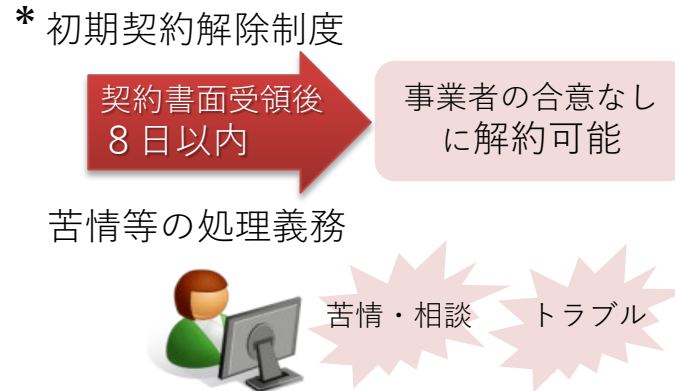 * 初期契約解除制度
契約書面受領後
８日以内
事業者の合意なし
に解約可能
苦情等の処理義務
苦情・相談
トラブル